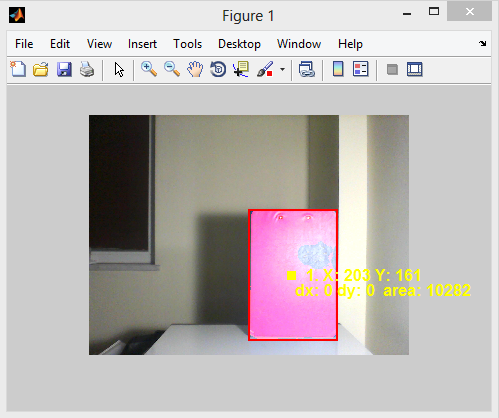 Figure 1
File Edit View Insert Tools Desktop Window Help
1. X: 203 Y: 161
dx: 0 dy: 0 area: 10282